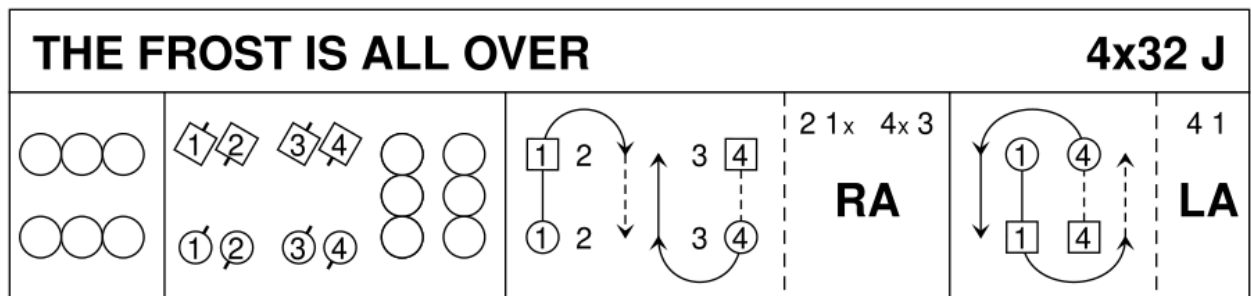 THE FROST IS ALL OVER 4x32 J
1 2 3 4
1 2 3 4
1 2 3 4
1 2 3 4
2 1x 4x 3
RA
1 4
1 4
4 1
LA